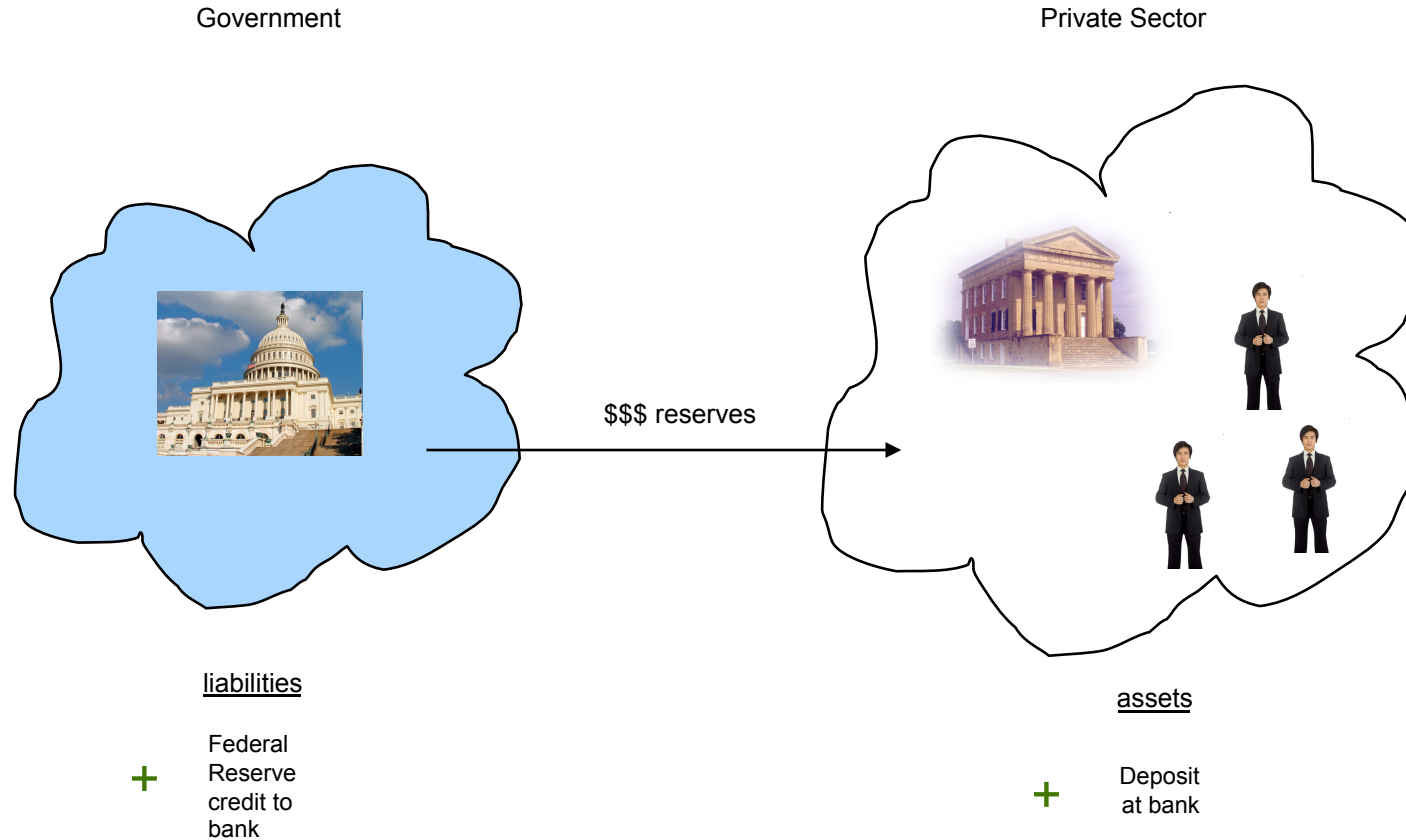 Government
Private Sector
$$$ reserves
liabilities
+
Federal
Reserve
credit to
bank
assets
+
Deposit
at bank